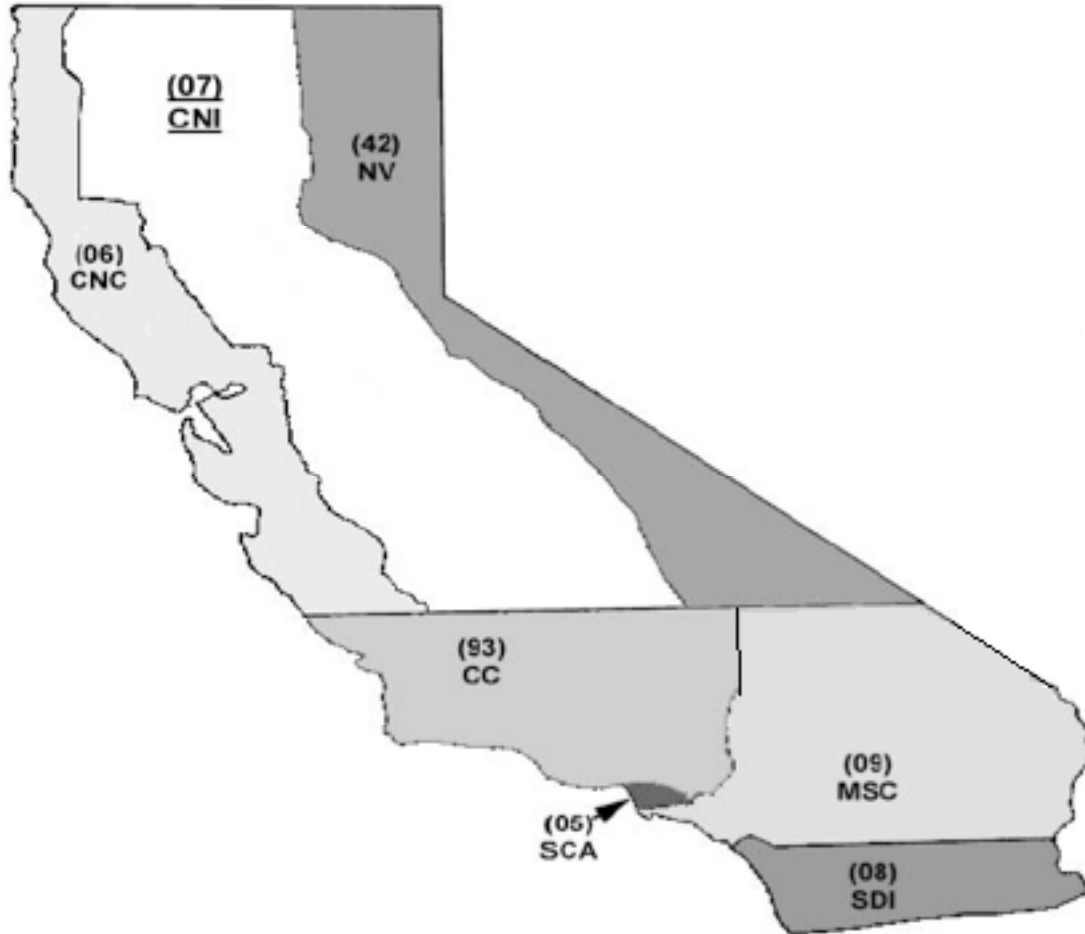 (07)
CNI
(42)
NV
(06)
CNC
(93)
CC
(09)
MSC
(05)
SCA
(08)
SDI